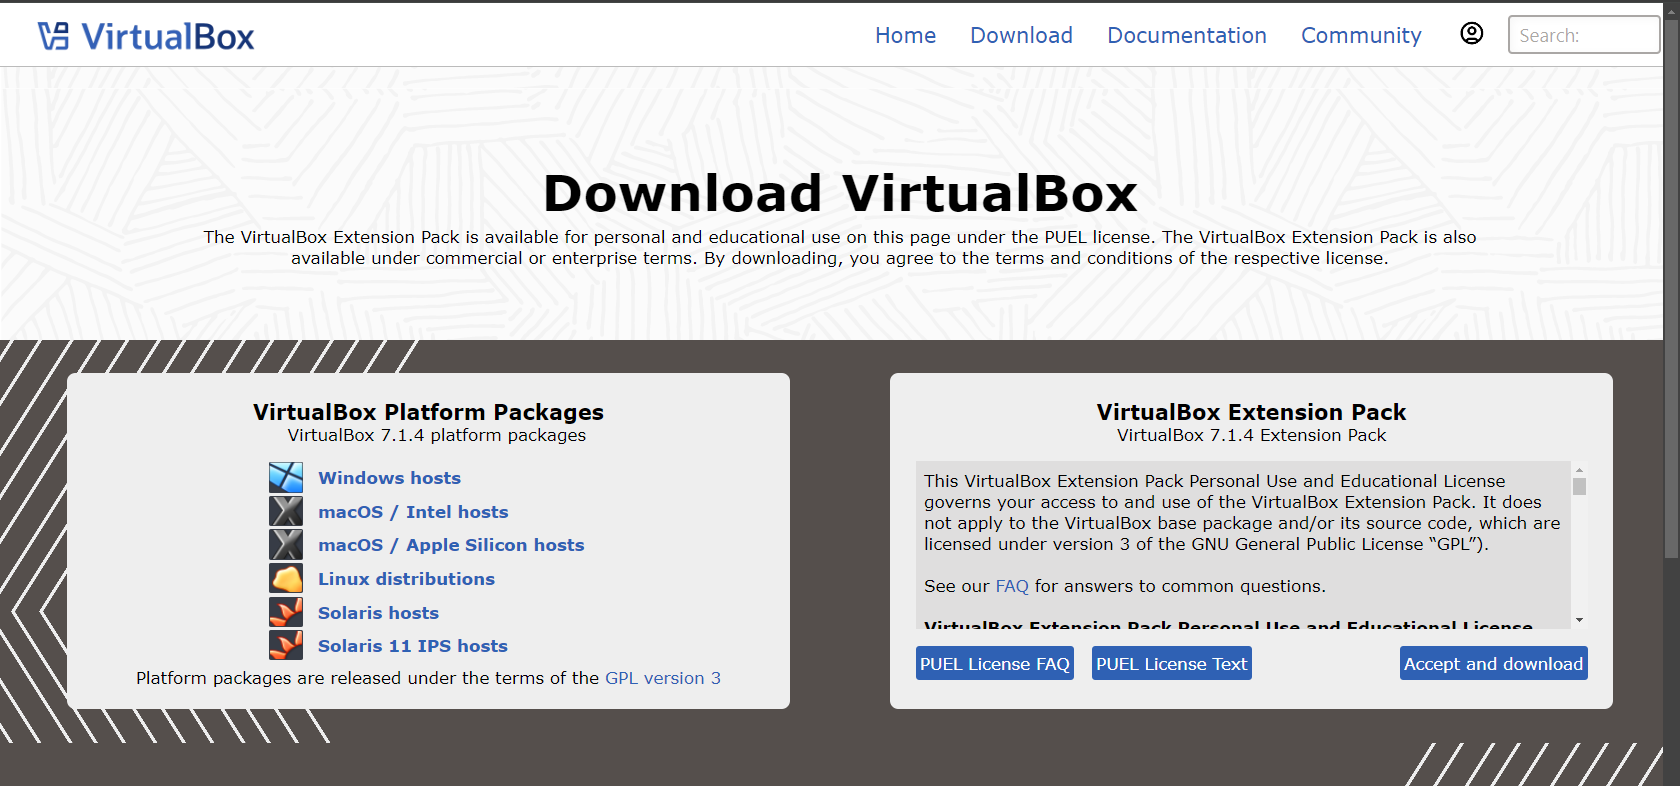 VirtualBox
Home
Download
Documentation
Community
Search:
Download VirtualBox
The VirtualBox Extension Pack is available for personal and educational use on this page under the PUEL license. The VirtualBox Extension Pack is also
available under commercial or enterprise terms. By downloading, you agree to the terms and conditions of the respective license.
VirtualBox Platform Packages
VirtualBox 7.1.4 platform packages
Windows hosts
macOS / Intel hosts
macOS / Apple Silicon hosts
Linux distributions
Solaris hosts
Solaris 11 IPS hosts
Platform packages are released under the terms of the GPL version 3
VirtualBox Extension Pack
VirtualBox 7.1.4 Extension Pack
This VirtualBox Extension Pack Personal Use and Educational License
governs your access to and use of the VirtualBox Extension Pack. It does
not apply to the VirtualBox base package and/or its source code, which are
licensed under version 3 of the GNU General Public License “GPL”).
See our FAQ for answers to common questions.
VirtualBox Extension Pack Personal Use and Educational License
PUEL License FAQ
PUEL License Text
Accept and download